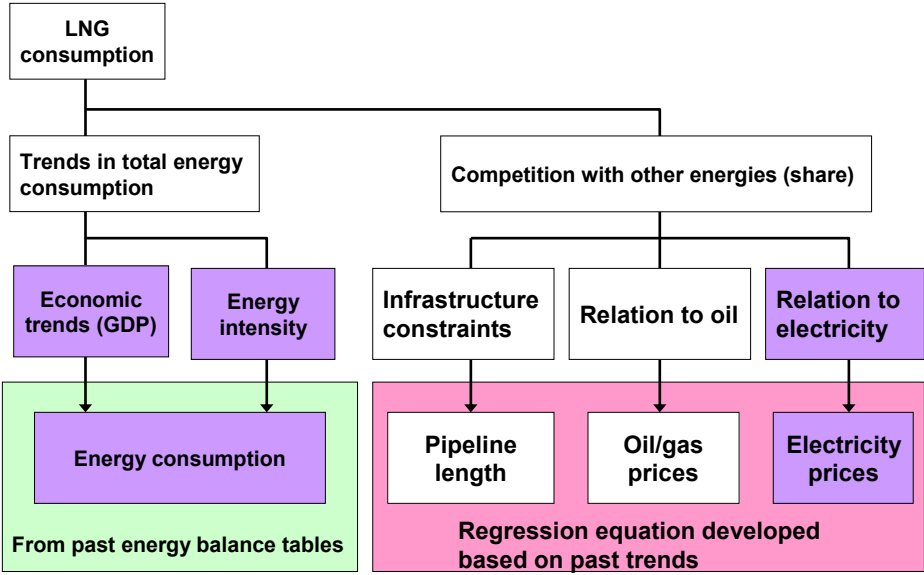 LNG
consumption
Trends in total energy
consumption
Competition with other energies (share)
Economic
trends (GDP)
Energy
intensity
Infrastructure
constraints
Relation to oil
Relation to
electricity
Energy consumption
Pipeline
length
Oil/gas
prices
Electricity
prices
From past energy balance tables
Regression equation developed
based on past trends